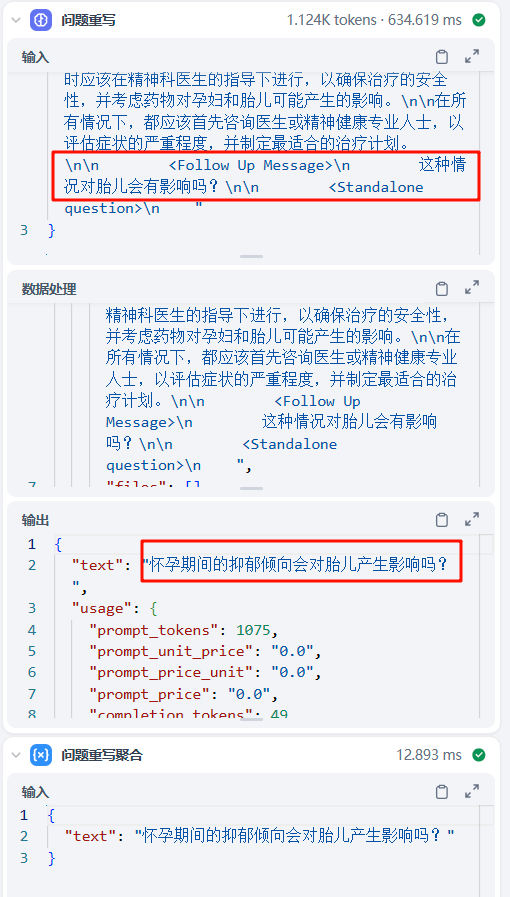 问题重写 1.124K tokens · 634.619 ms
输入
时应该在精神科医生的指导下进行，以确保治疗的安全
性，并考虑药物对孕妇和胎儿可能产生的影响。\n\n在所
有情况下，都应该首先咨询医生或精神健康专业人士，以
评估症状的严重程度，并制定最适合的治疗计划。
\n\n <Follow Up Message>\n 这种情
况对胎儿会有影响吗？\n\n <Standalone
question>\n "
3 }
数据处理
精神科医生的指导下进行，以确保治疗的安全性，
并考虑药物对孕妇和胎儿可能产生的影响。\n\n在
所有情况下，都应该首先咨询医生或精神健康专业
人士，以评估症状的严重程度，并制定最适合的治
疗计划。\n\n <Follow Up
Message>\n 这种情况对胎儿会有影响
吗？\n\n <Standalone
question>\n ",
7 "files": []
输出
1 {
2 "text": "怀孕期间的抑郁倾向会对胎儿产生影响吗？
",
3 "usage": {
4 "prompt_tokens": 1075,
5 "prompt_unit_price": "0.0",
6 "prompt_price_unit": "0.0",
7 "prompt_price": "0.0",
8 "completion_tokens": 49
问题重写聚合 12.893 ms
输入
1 {
2 "text": "怀孕期间的抑郁倾向会对胎儿产生影响吗？"
3 }